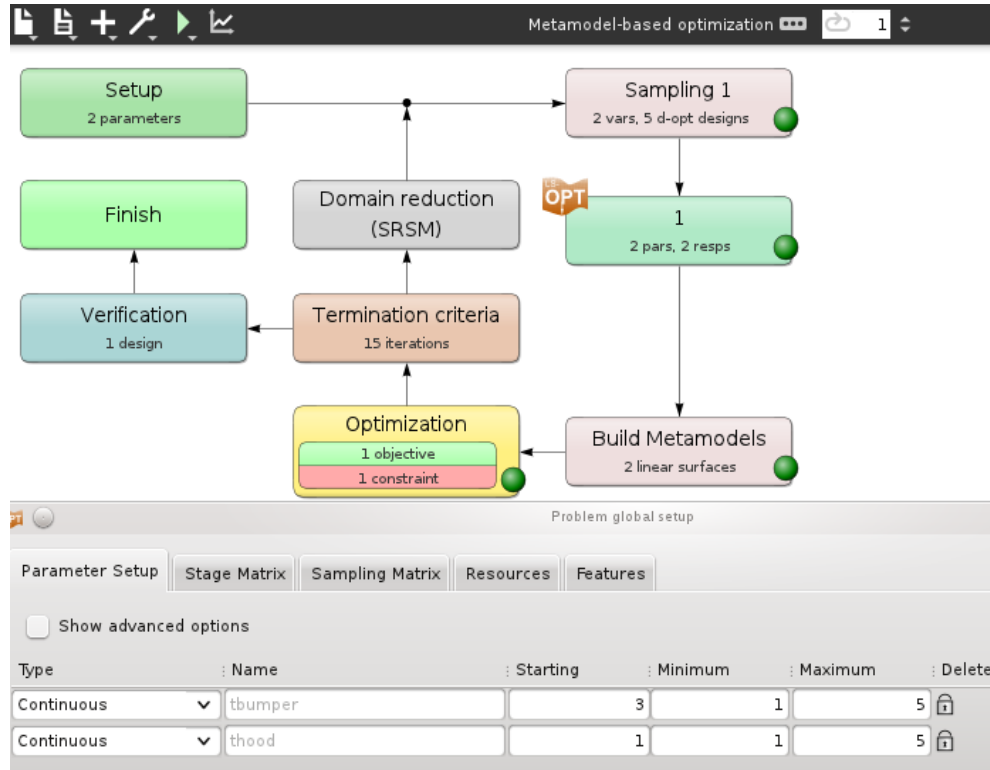 Metamodel-based optimization
1
Setup
2 parameters
Sampling 1
2 vars, 5 d-opt designs
Finish
Domain reduction
(SRSM)
OPT
1
2 pars, 2 resps
Verification
1 design
Termination criteria
15 iterations
Optimization
1 objective
1 constraint
Build Metamodels
2 linear surfaces
Problem global setup
Parameter Setup Stage Matrix Sampling Matrix Resources Features
Show advanced options
Type Name Starting Minimum Maximum Delete
Continuous tbumper 3 1 5
Continuous thood 1 1 5